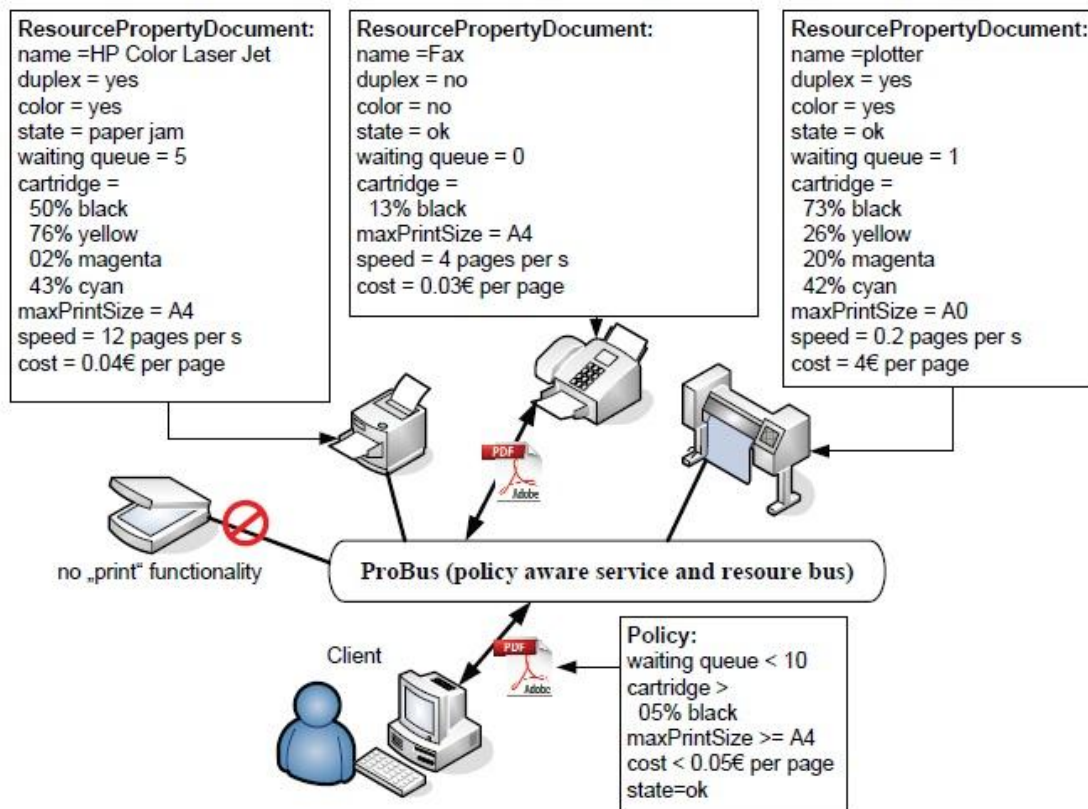 ResourcePropertyDocument:
name =HP Color Laser Jet
duplex = yes
color = yes
state = paper jam
waiting queue = 5
cartridge =
50% black
76% yellow
02% magenta
43% cyan
maxPrintSize = A4
speed = 12 pages per s
cost = 0.04€ per page
ResourcePropertyDocument:
name =Fax
duplex = no
color = no
state = ok
waiting queue = 0
cartridge =
13% black
maxPrintSize = A4
speed = 4 pages per s
cost = 0.03€ per page
ResourcePropertyDocument:
name =plotter
duplex = yes
color = yes
state = ok
waiting queue = 1
cartridge =
73% black
26% yellow
20% magenta
42% cyan
maxPrintSize = A0
speed = 0.2 pages per s
cost = 4€ per page
PDF
Adobe
no „print“ functionality
ProBus (policy aware service and resoure bus)
Client
PDF
Adobe
Policy:
waiting queue < 10
cartridge >
05% black
maxPrintSize >= A4
cost < 0.05€ per page
state=ok